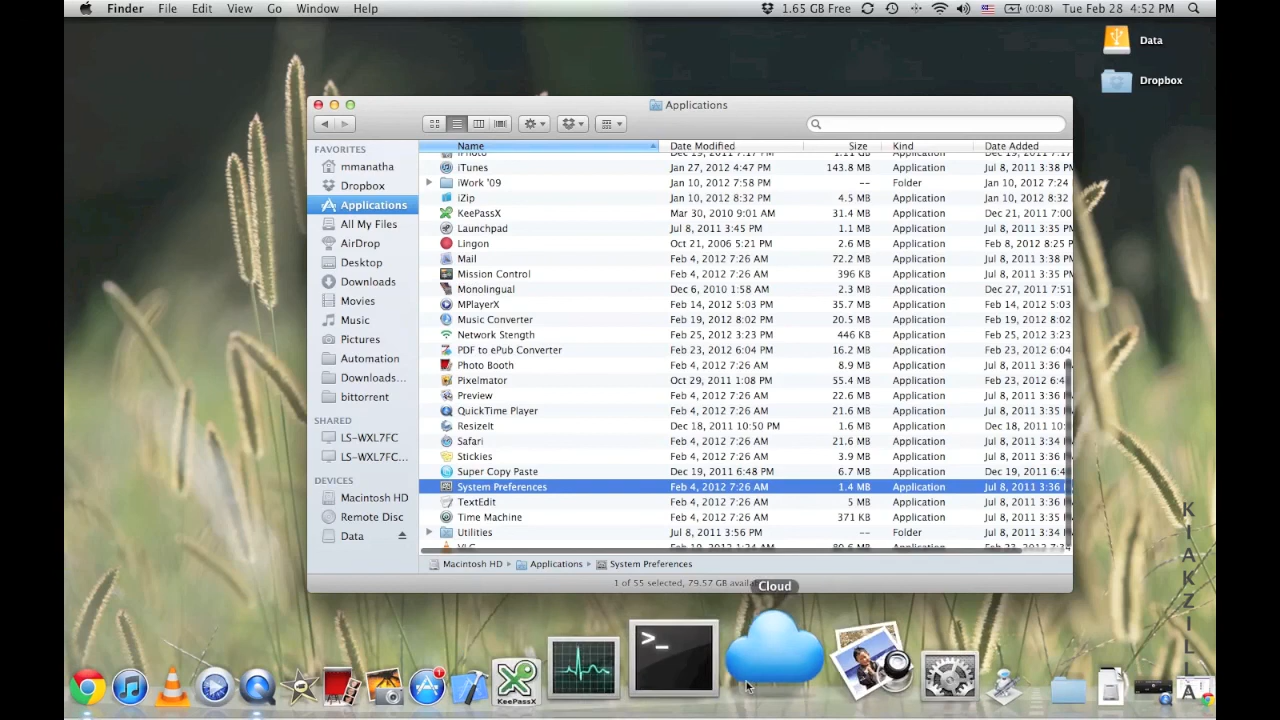 Finder File Edit View Go Window Help 1.65 GB Free (0:08) Tue Feb 28 4:52 PM
Data
Dropbox
Applications
FAVORITES
mmanatha
Dropbox
Applications
All My Files
AirDrop
Desktop
Downloads
Movies
Music
Pictures
Automation
Downloads...
bittorrent
SHARED
LS-WXL7FC
LS-WXL7FC...
DEVICES
Macintosh HD
Remote Disc
Data
Name Date Modified Size Kind Date Added
iPhoto Dec 19, 2011 7:17 PM 1.21 GB Application Dec 19, 2011 7:17
iTunes Jan 27, 2012 4:47 PM 143.8 MB Application Jul 8, 2011 3:38 PM
iWork '09 Jan 10, 2012 7:58 PM -- Folder Jan 10, 2012 7:24
iZip Jan 10, 2012 8:32 PM 4.5 MB Application Jan 10, 2012 8:32
KeePassX Mar 30, 2010 9:01 AM 31.4 MB Application Dec 21, 2011 7:00
Launchpad Jul 8, 2011 3:45 PM 1.1 MB Application Jul 8, 2011 3:36 PM
Lingon Oct 21, 2006 5:21 PM 2.6 MB Application Feb 8, 2012 8:25 P
Mail Feb 4, 2012 7:26 AM 72.2 MB Application Jul 8, 2011 3:38 PM
Mission Control Feb 4, 2012 7:26 AM 396 KB Application Jul 8, 2011 3:36 PM
Monolingual Dec 6, 2010 1:58 AM 2.3 MB Application Dec 27, 2011 7:51
MPlayerX Feb 14, 2012 5:03 PM 35.7 MB Application Feb 14, 2012 5:03
Music Converter Feb 19, 2012 8:02 PM 20.5 MB Application Feb 19, 2012 8:02
Network Stength Feb 25, 2012 3:23 PM 446 KB Application Feb 25, 2012 3:23
PDF to ePub Converter Feb 23, 2012 6:04 PM 16.2 MB Application Feb 23, 2012 6:04
Photo Booth Feb 4, 2012 7:26 AM 8.9 MB Application Jul 8, 2011 3:36 P
Pixelmator Oct 29, 2011 1:08 PM 55.4 MB Application Feb 23, 2012 6:4
Preview Feb 4, 2012 7:26 AM 22.6 MB Application Jul 8, 2011 3:36
QuickTime Player Feb 4, 2012 7:26 AM 21.6 MB Application Jul 8, 2011 3:35
ResizeIt Dec 18, 2011 10:50 PM 1.6 MB Application Dec 18, 2011 10
Safari Feb 4, 2012 7:26 AM 21.6 MB Application Jul 8, 2011 3:34
Stickies Feb 4, 2012 7:26 AM 3.9 MB Application Jul 8, 2011 3:34
Super Copy Paste Dec 19, 2011 6:48 PM 6.7 MB Application Dec 19, 2011 6:4
System Preferences Feb 4, 2012 7:26 AM 1.4 MB Application Jul 8, 2011 3:36
TextEdit Feb 4, 2012 7:26 AM 5 MB Application Jul 8, 2011 3:36
Time Machine Feb 4, 2012 7:26 AM 371 KB Application Jul 8, 2011 3:35
Utilities Jul 8, 2011 3:56 PM -- Folder Jul 8, 2011 3:34
VLC
Macintosh HD Applications System Preferences
1 of 55 selected, 79.57 GB availa
Cloud
KeePassX
KIAKZILLA